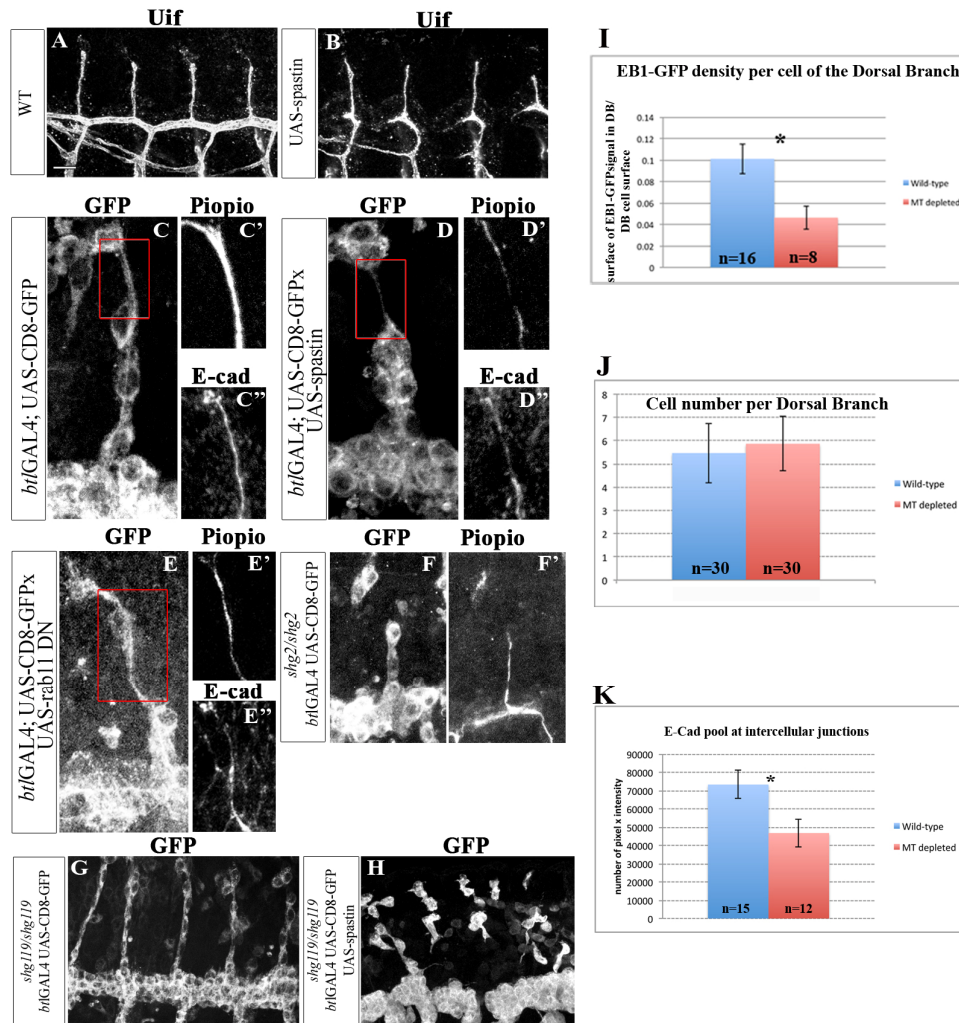 Uif
A
B
WT
UAS-spastin
GFP
Piopio
C
C'
E-cad
C''
btlGAL4; UAS-CD8-GFP
GFP
Piopio
D
D'
E-cad
D''
btlGAL4; UAS-CD8-GFPx
UAS-spastin
GFP
Piopio
E
E'
E-cad
E''
btlGAL4; UAS-CD8-GFPx
UAS-rab11 DN
GFP
Piopio
F
F'
shg2/shg2
btlGAL4 UAS-CD8-GFP
GFP
G
H
shg119/shg119
btlGAL4 UAS-CD8-GFP
shg119/shg119
btlGAL4 UAS-CD8-GFP
UAS-spastin
I
EB1-GFP density per cell of the Dorsal Branch
surface of EB1-GFPsignal in DB/
DB cell surface
0.14
0.12
0.1
0.08
0.06
0.04
0.02
0
*
n=16
n=8
Wild-type
MT depleted
J
Cell number per Dorsal Branch
8
7
6
5
4
3
2
1
0
n=30
n=30
Wild-type
MT depleted
K
E-Cad pool at intercellular junctions
number of pixel x intensity
90000
80000
70000
60000
50000
40000
30000
20000
10000
0
*
n=15
n=12
Wild-type
MT depleted